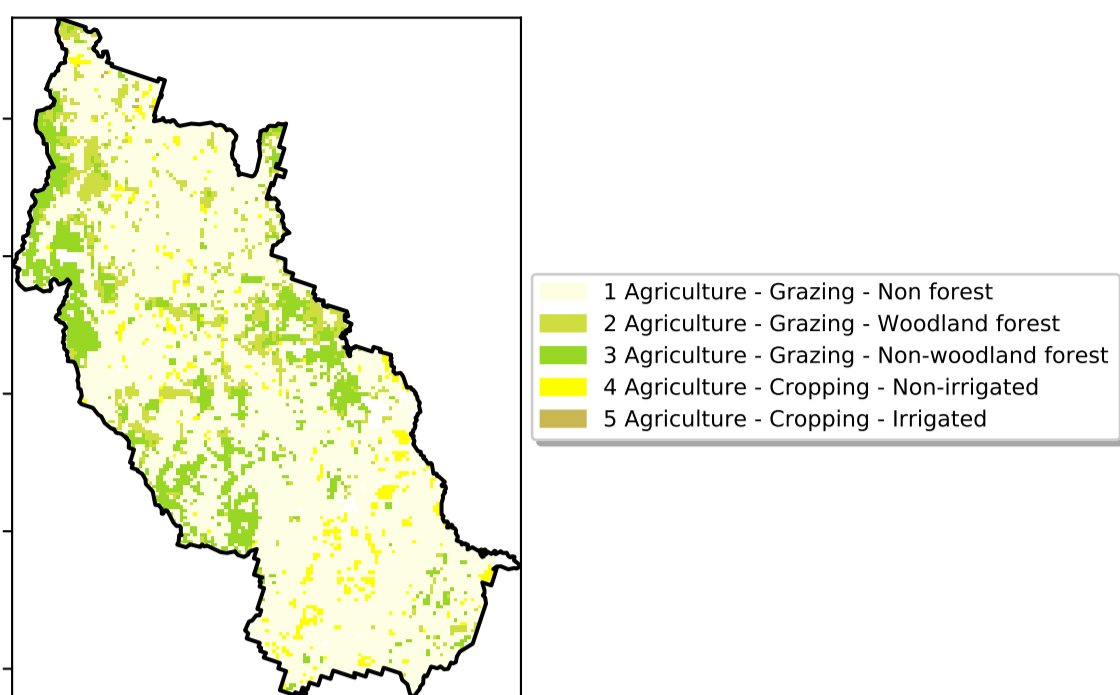 1 Agriculture - Grazing - Non forest
2 Agriculture - Grazing - Woodland forest
3 Agriculture - Grazing - Non-woodland forest
4 Agriculture - Cropping - Non-irrigated
5 Agriculture - Cropping - Irrigated